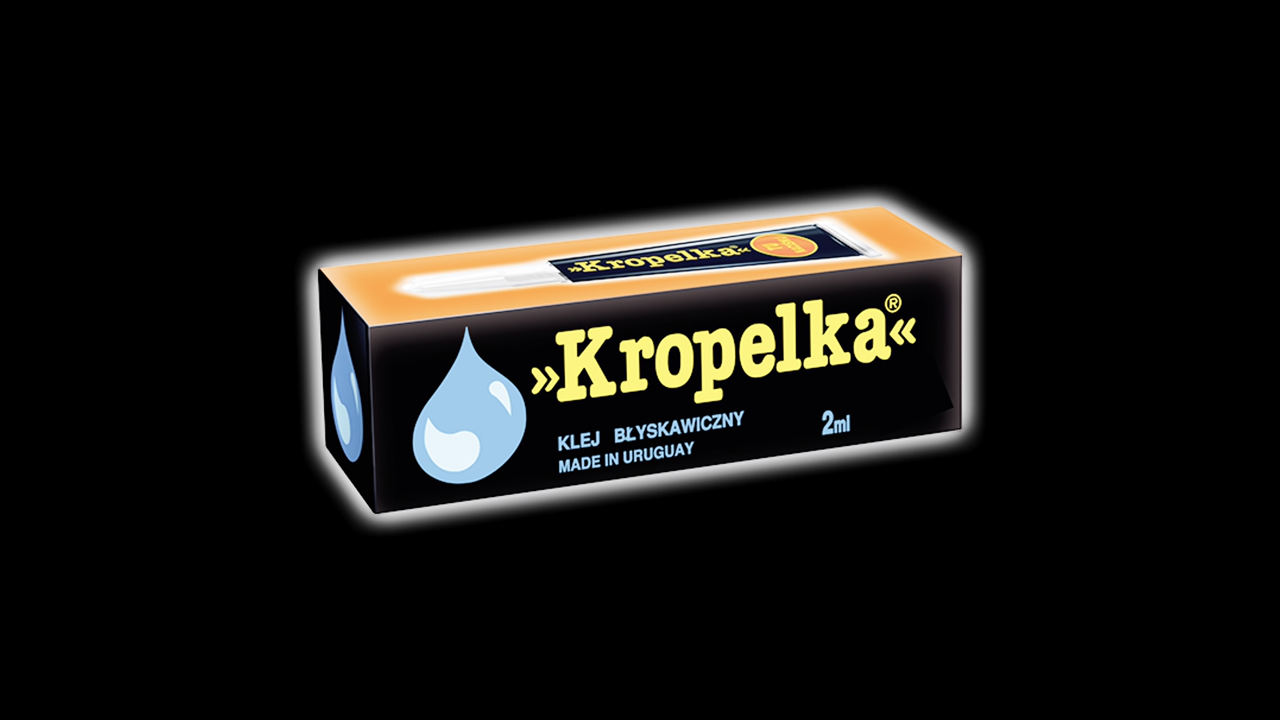 »Kropelka«
»Kropelka®«
KLEJ BŁYSKAWICZNY
2ml
MADE IN URUGUAY